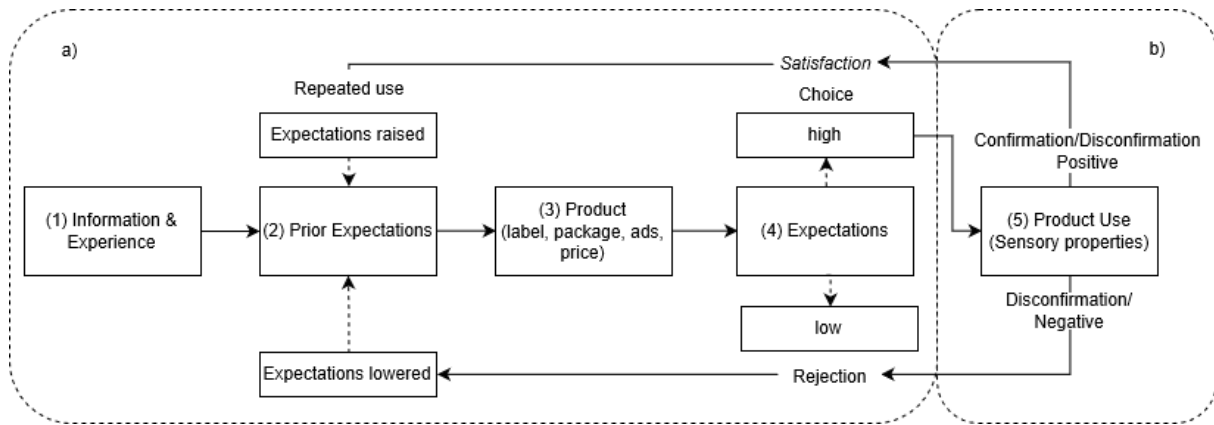 a)
b)
Satisfaction
Repeated use
Choice
Expectations raised
high
Confirmation/Disconfirmation
Positive
(1) Information &
Experience
(2) Prior Expectations
(3) Product
(label, package, ads,
price)
(4) Expectations
(5) Product Use
(Sensory properties)
Disconfirmation/
Negative
low
Expectations lowered
Rejection